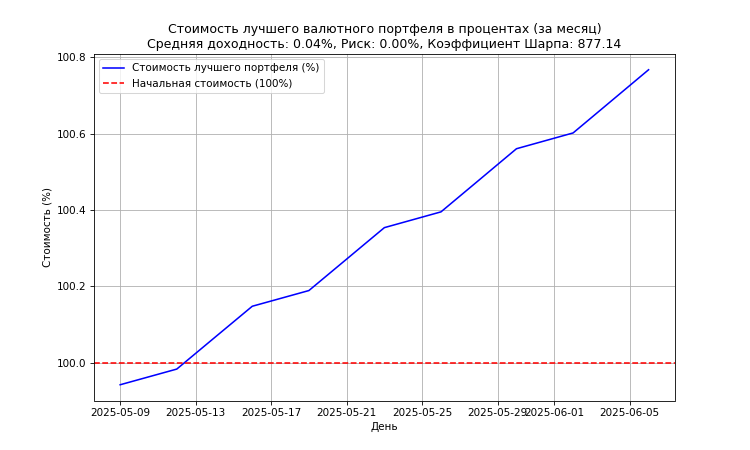 Стоимость лучшего валютного портфеля в процентах (за месяц)
Средняя доходность: 0.04%, Риск: 0.00%, Коэффициент Шарпа: 877.14
100.8
Стоимость лучшего портфеля (%)
Начальная стоимость (100%)
100.6
100.4
100.2
100.0
Стоимость (%)
2025-05-09 2025-05-13 2025-05-17 2025-05-21 2025-05-25 2025-05-29 2025-06-01 2025-06-05
День